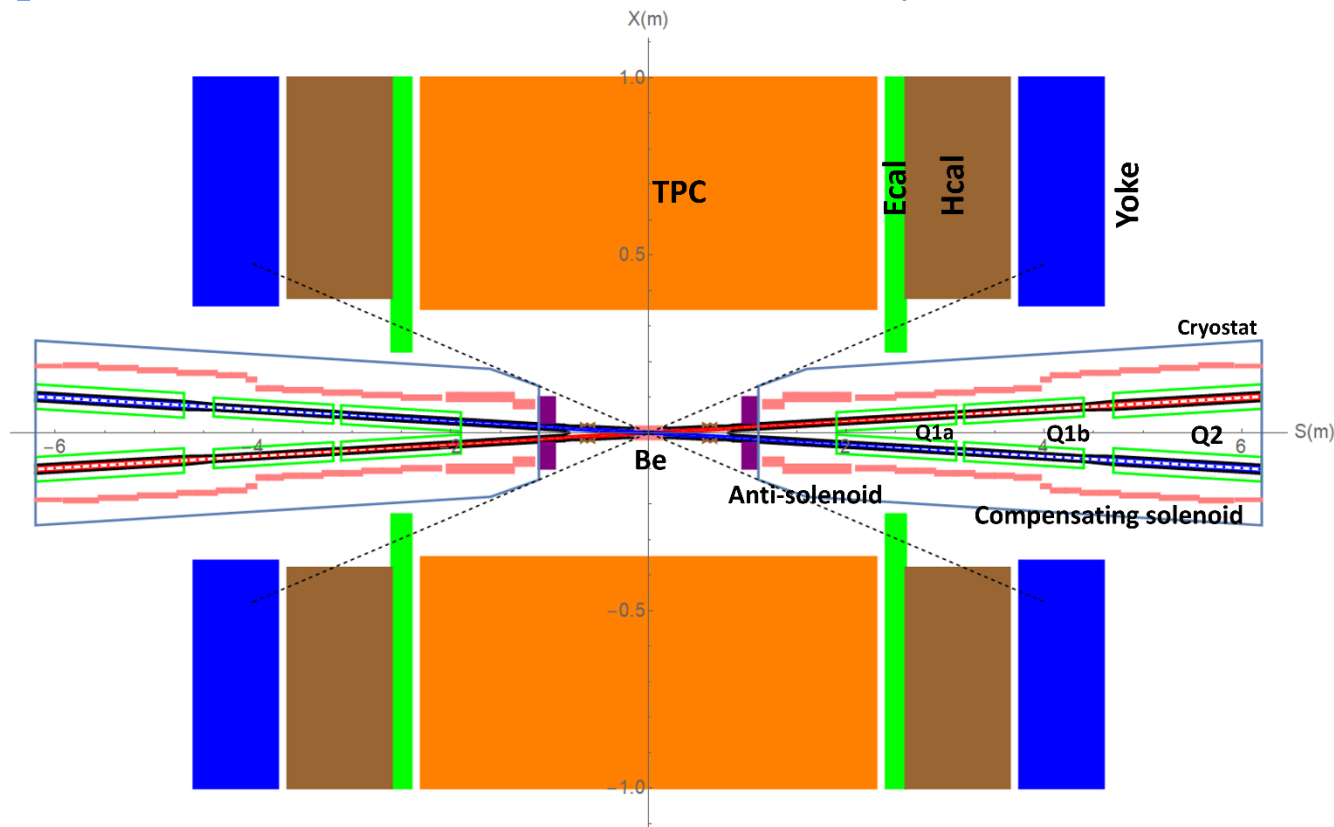 X(m)
1.0
TPC
Ecal
Hcal
Yoke
0.5
Cryostat
−6
4
2
2
4
6
S(m)
Q1a
Q1b
Q2
Be
Anti-solenoid
Compensating solenoid
−0.5
−1.0